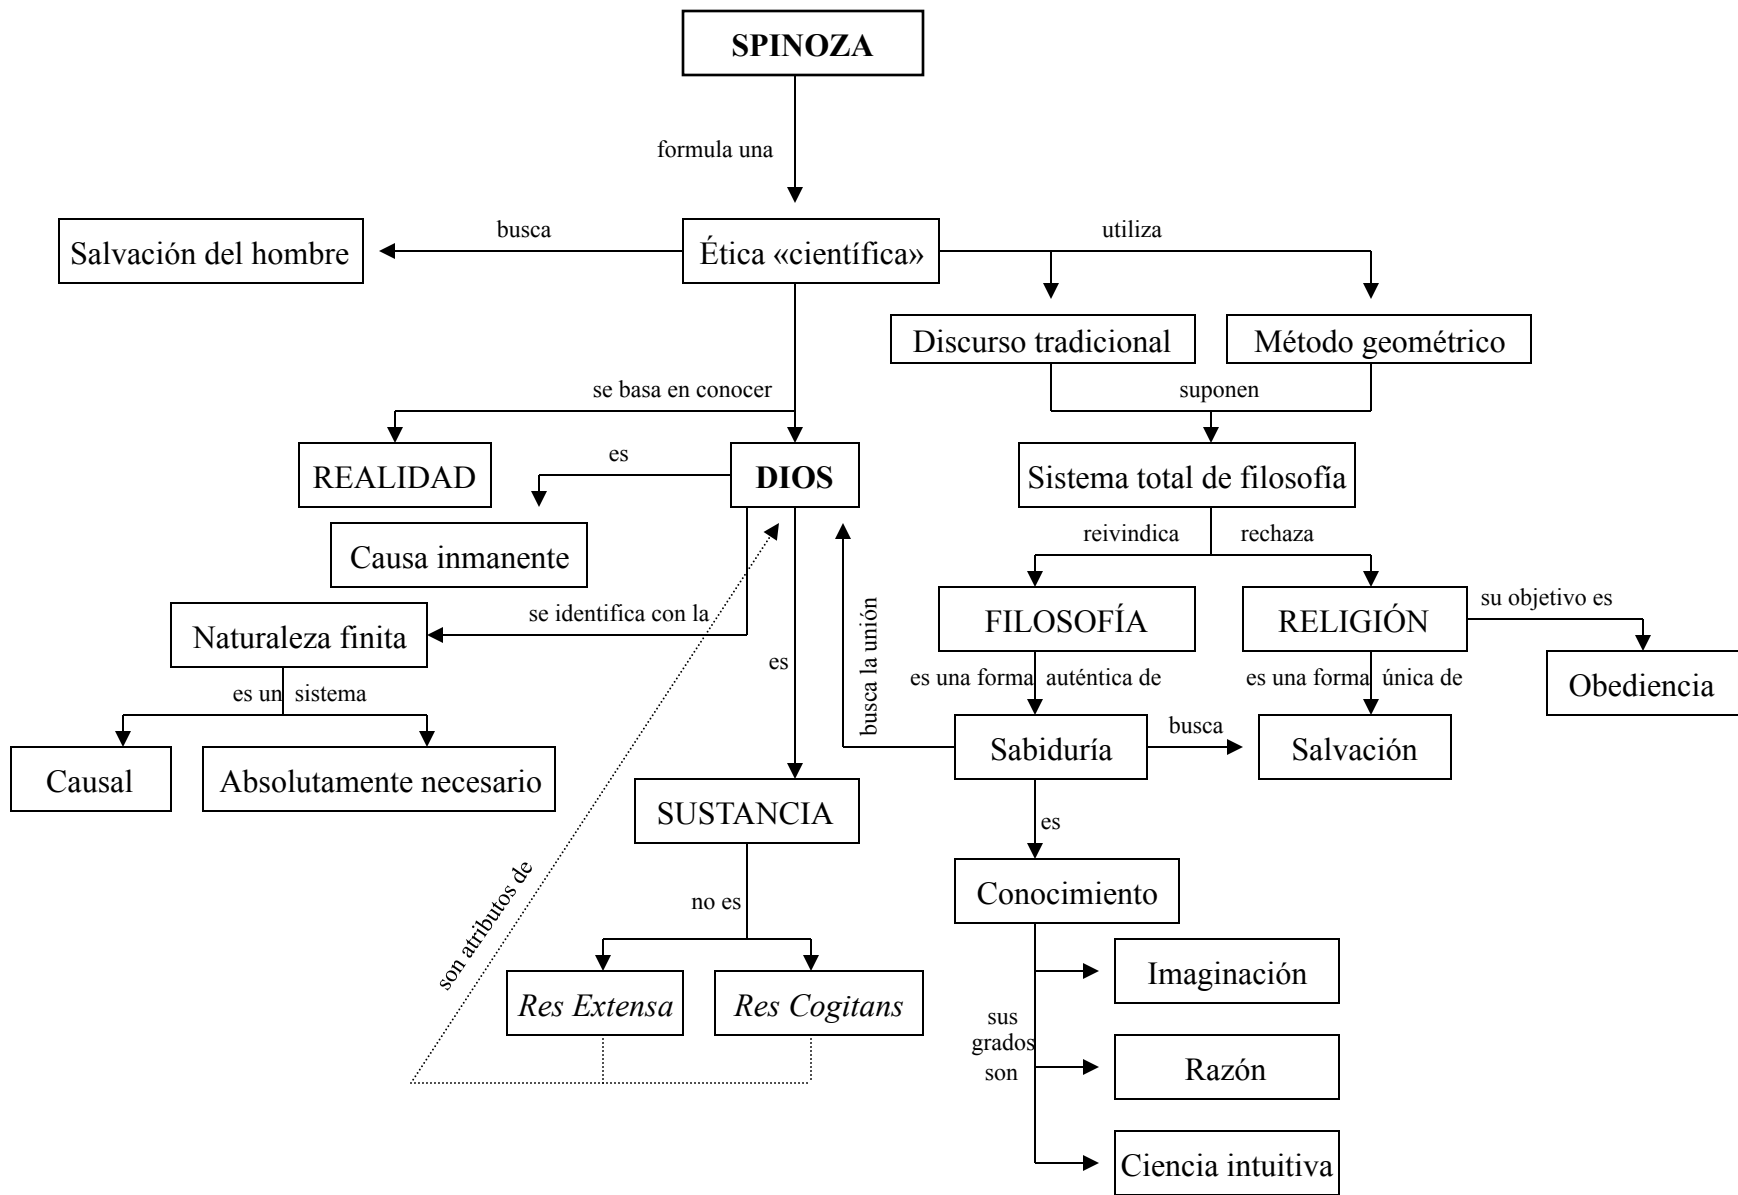 SPINOZA
formula una
busca
utiliza
Salvación del hombre
Ética «científica»
Discurso tradicional
Método geométrico
se basa en conocer
suponen
REALIDAD
es
DIOS
Sistema total de filosofía
Causa inmanente
reivindica
rechaza
Naturaleza finita
se identifica con la
es
busca la unión
FILOSOFÍA
RELIGIÓN
su objetivo es
es un sistema
es una forma auténtica de
es una forma única de
Obediencia
Causal
Absolutamente necesario
Sabiduría
busca
Salvación
SUSTANCIA
es
son atributos de
no es
Conocimiento
Res Extensa
Res Cogitans
Imaginación
sus
grados
son
Razón
Ciencia intuitiva